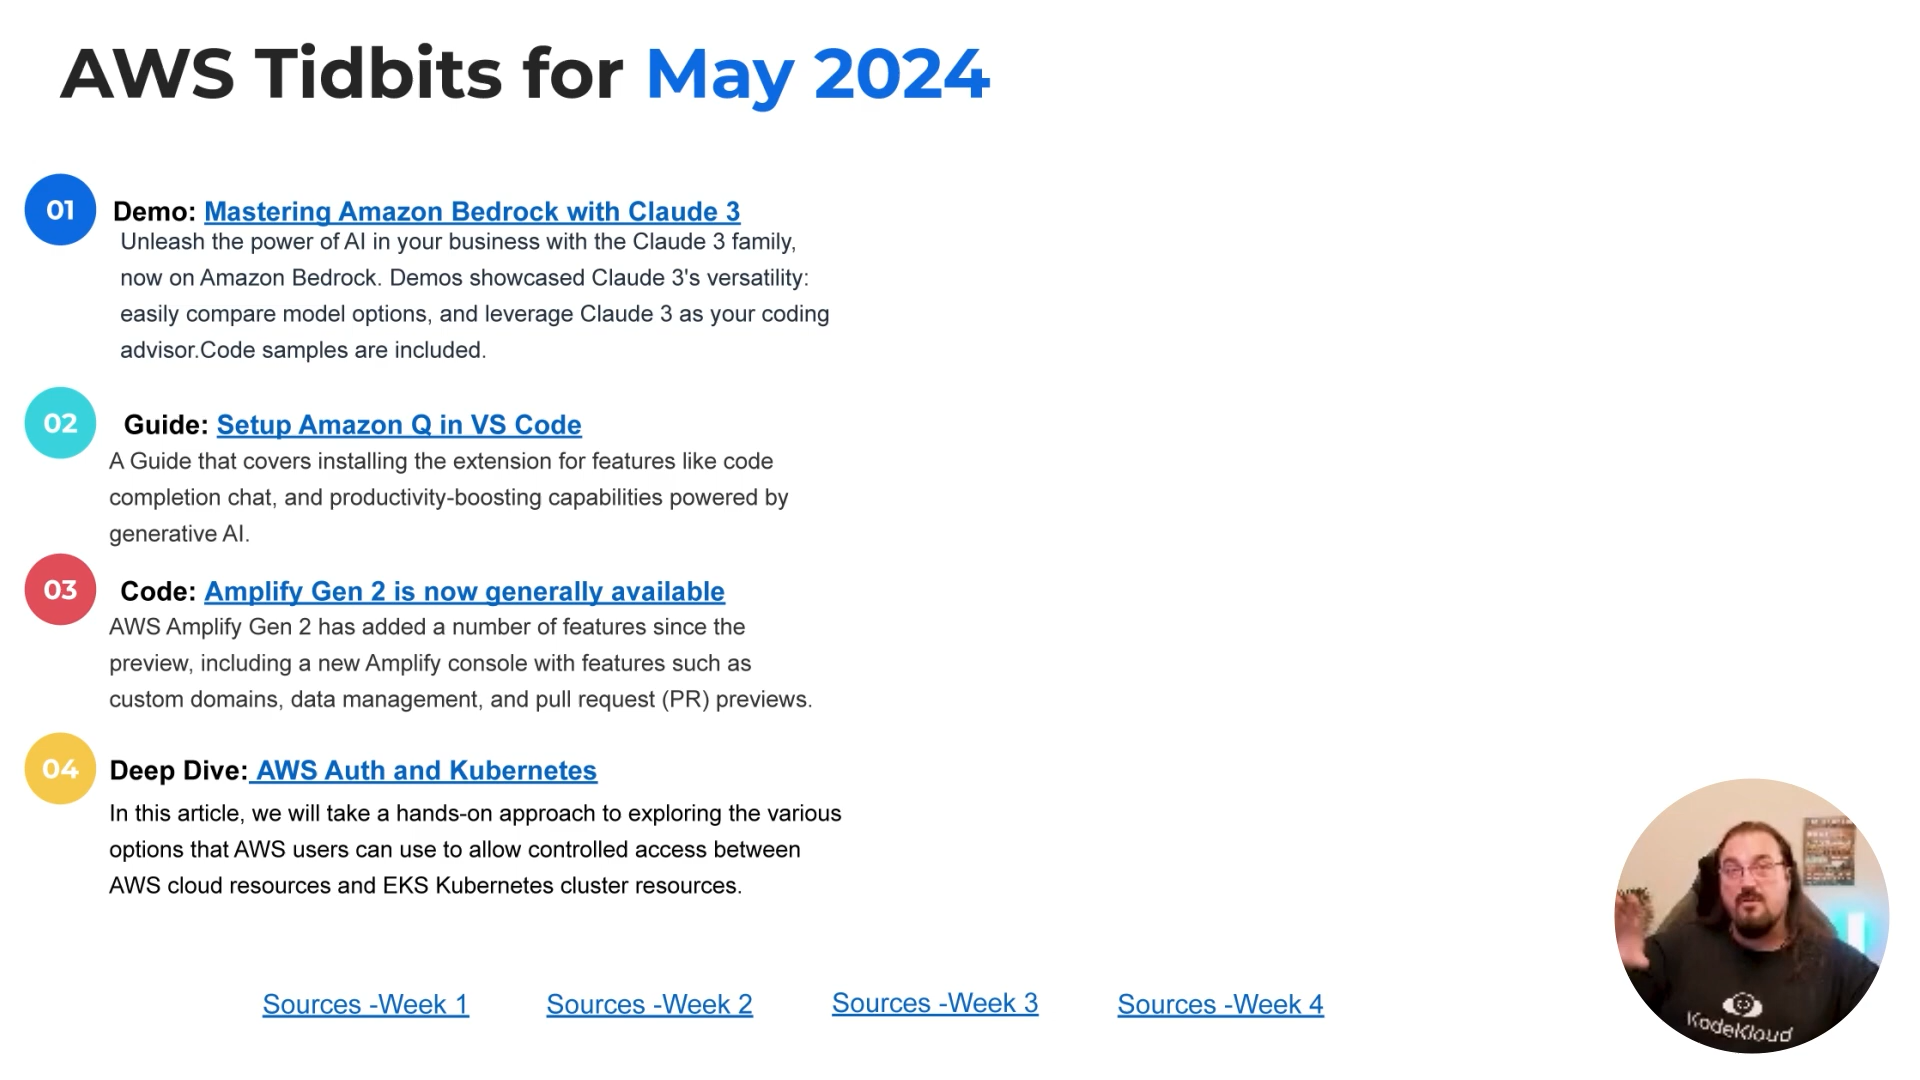 AWS Tidbits for May 2024
01
Demo: Mastering Amazon Bedrock with Claude 3
Unleash the power of AI in your business with the Claude 3 family,
now on Amazon Bedrock. Demos showcased Claude 3's versatility:
easily compare model options, and leverage Claude 3 as your coding
advisor.Code samples are included.
02
Guide: Setup Amazon Q in VS Code
A Guide that covers installing the extension for features like code
completion chat, and productivity-boosting capabilities powered by
generative AI.
03
Code: Amplify Gen 2 is now generally available
AWS Amplify Gen 2 has added a number of features since the
preview, including a new Amplify console with features such as
custom domains, data management, and pull request (PR) previews.
04
Deep Dive: AWS Auth and Kubernetes
In this article, we will take a hands-on approach to exploring the various
options that AWS users can use to allow controlled access between
AWS cloud resources and EKS Kubernetes cluster resources.
Sources -Week 1
Sources -Week 2
Sources -Week 3
Sources -Week 4
KodeKloud